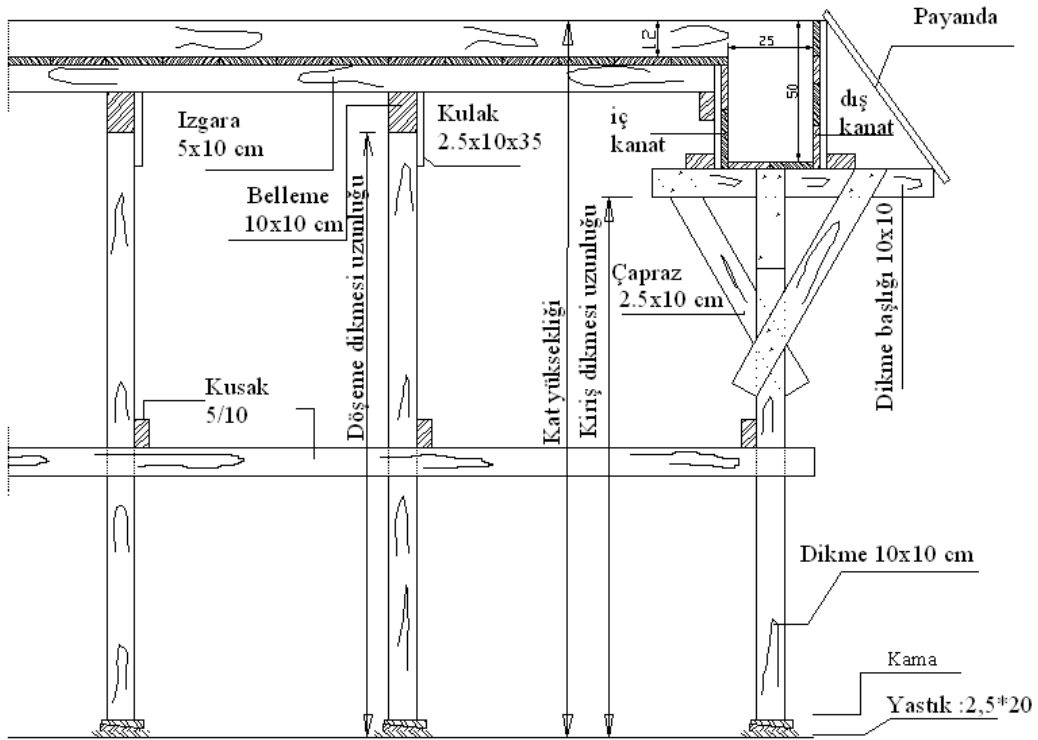 Payanda
12
25
50
Izgara
5x10 cm
Kulak
2.5x10x35
iç
kanat
dış
kanat
Belleme
10x10 cm
Döşeme dikmesi uzunluğu
Kat yüksekliği
Kiriş dikmesi uzunluğu
Çapraz
2.5x10 cm
Dikme başlığı 10x10
Kusak
5/10
Dikme 10x10 cm
Kama
Yastık :2,5*20